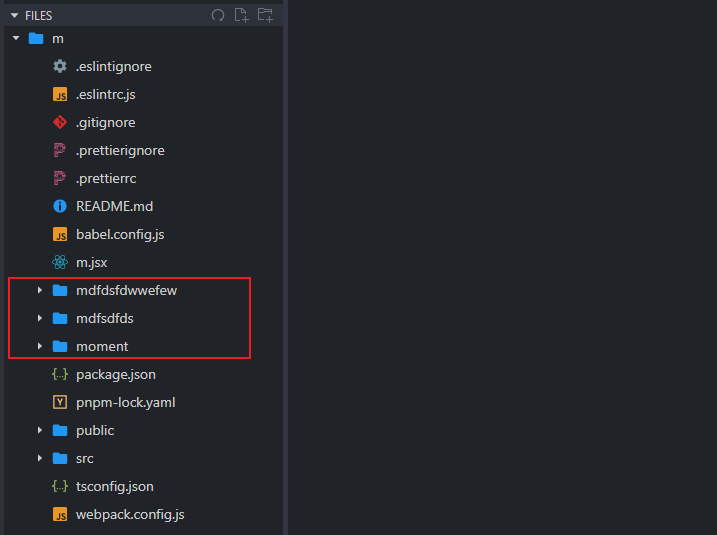 FILES
m
.eslintignore
.eslintrc.js
.gitignore
.prettierignore
.prettierrc
README.md
babel.config.js
m.jsx
mdfdsfdwwefew
mdfsdfds
moment
package.json
pnpm-lock.yaml
public
src
tsconfig.json
webpack.config.js